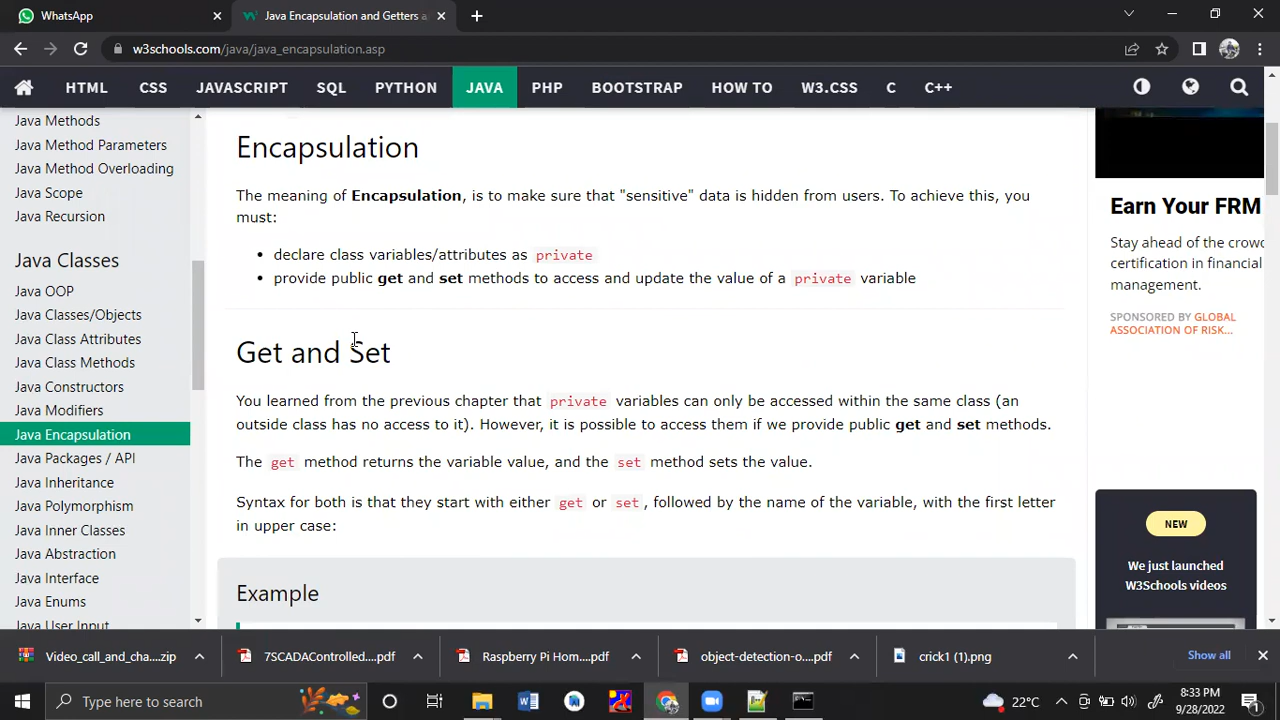 WhatsApp
Java Encapsulation and Getters a
w3schools.com/java/java_encapsulation.asp
HTML CSS JAVASCRIPT SQL PYTHON JAVA PHP BOOTSTRAP HOW TO W3.CSS C C++
Java Methods
Java Method Parameters
Java Method Overloading
Java Scope
Java Recursion
Java Classes
Java OOP
Java Classes/Objects
Java Class Attributes
Java Class Methods
Java Constructors
Java Modifiers
Java Encapsulation
Java Packages / API
Java Inheritance
Java Polymorphism
Java Inner Classes
Java Abstraction
Java Interface
Java Enums
Java User Input
Encapsulation
The meaning of Encapsulation, is to make sure that "sensitive" data is hidden from users. To achieve this, you
must:
• declare class variables/attributes as private
• provide public get and set methods to access and update the value of a private variable
Get and Set
You learned from the previous chapter that private variables can only be accessed within the same class (an
outside class has no access to it). However, it is possible to access them if we provide public get and set methods.
The get method returns the variable value, and the set method sets the value.
Syntax for both is that they start with either get or set, followed by the name of the variable, with the first letter
in upper case:
Example
Earn Your FRM
Stay ahead of the crowd
certification in financial
management.
SPONSORED BY GLOBAL
ASSOCIATION OF RISK...
NEW
We just launched
W3Schools videos
Video_call_and_cha....zip
7SCADAControlled....pdf
Raspberry Pi Hom....pdf
object-detection-o....pdf
crick1 (1).png
Show all
Type here to search
22°C
8:33 PM
9/28/2022
1